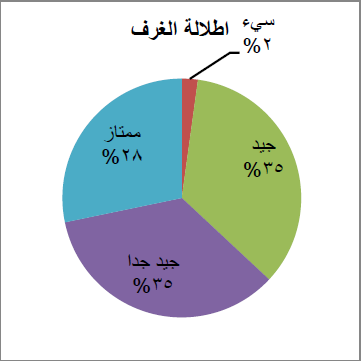 اطلالة الغرف
سيء
%٢
جيد
%٣٥
جيد جدا
%٣٥
ممتاز
%٢٨